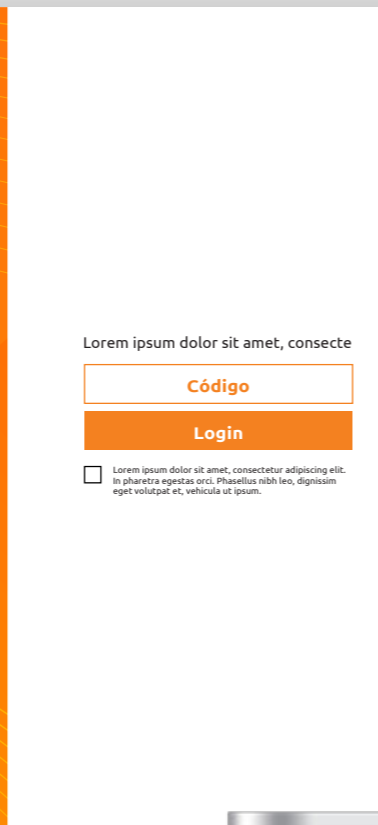 Lorem ipsum dolor sit amet, consecte
Código
Login
Lorem ipsum dolor sit amet, consectetur adipiscing elit.
In pharetra egestas orci. Phasellus nibh leo, dignissim
eget volutpat et, vehicula ut ipsum.